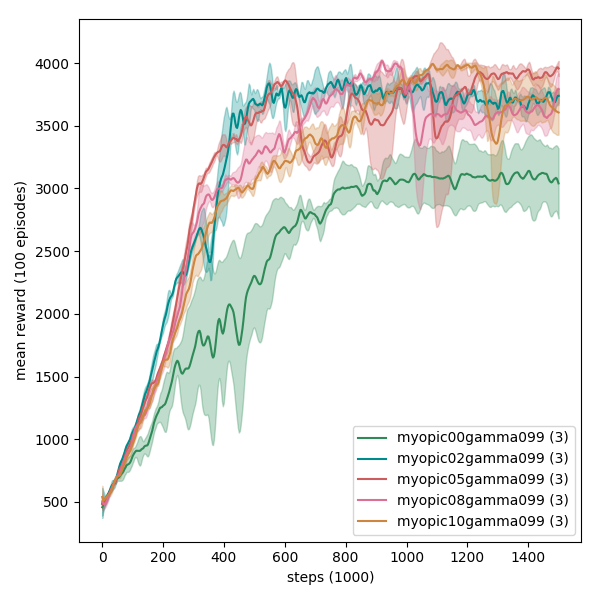 4000
3500
3000
2500
2000
1500
1000
500
mean reward (100 episodes)
myopic00gamma099 (3)
myopic02gamma099 (3)
myopic05gamma099 (3)
myopic08gamma099 (3)
myopic10gamma099 (3)
0 200 400 600 800 1000 1200 1400
steps (1000)